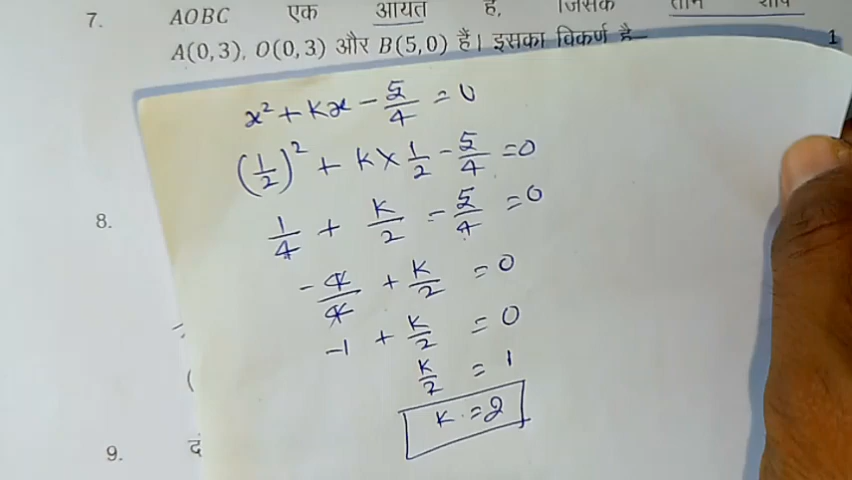 7. AOBC एक आयत है, जिसके तीन शीर्ष
A(0, 3), O(0, 3) और B(5, 0) हैं। इसका विकर्ण है— 1
x² + kx - 5/4 = 0
(1/2)² + k × 1/2 - 5/4 = 0
8. 1/4 + k/2 - 5/4 = 0
- 4/4 + k/2 = 0
-1 + k/2 = 0
k/2 = 1
k = 2
9.